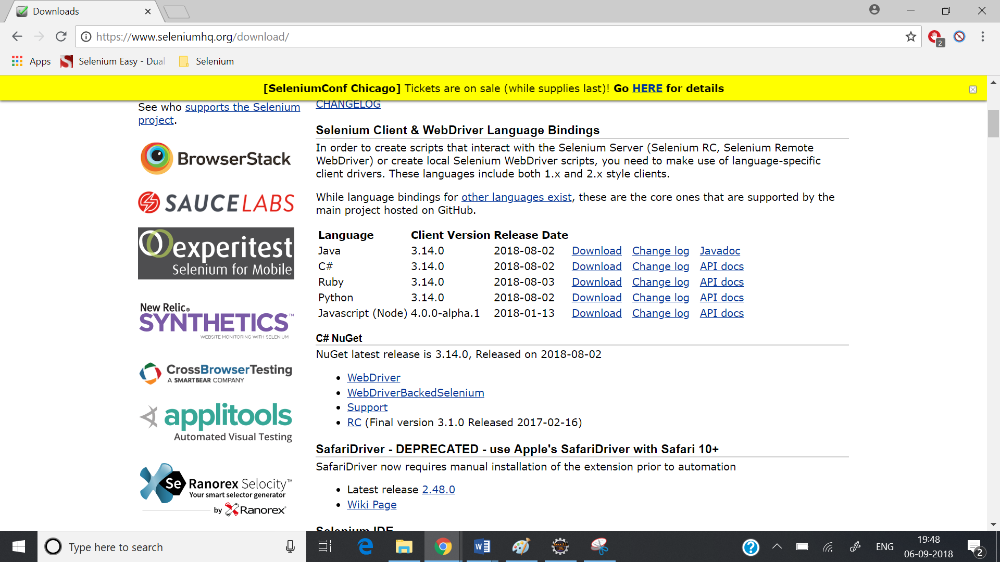 Downloads
https://www.seleniumhq.org/download/
2
Apps
Selenium Easy - Dual
Selenium
[SeleniumConf Chicago] Tickets are on sale (while supplies last)! Go HERE for details
See who supports the Selenium
project.
BrowserStack
SAUCELABS
experitest
Selenium for Mobile
New Relic®
SYNTHETICS™
WEBSITE MONITORING WITH SELENIUM
CrossBrowserTesting
A SMARTBEAR COMPANY
applitools
Automated Visual Testing
Se Ranorex Selocity™
Your smart selector generator
by Ranorex®
CHANGELOG
Selenium Client & WebDriver Language Bindings
In order to create scripts that interact with the Selenium Server (Selenium RC, Selenium Remote
WebDriver) or create local Selenium WebDriver scripts, you need to make use of language-specific
client drivers. These languages include both 1.x and 2.x style clients.
While language bindings for other languages exist, these are the core ones that are supported by the
main project hosted on GitHub.
Language Client Version Release Date
Java 3.14.0 2018-08-02 Download Change log Javadoc
C# 3.14.0 2018-08-02 Download Change log API docs
Ruby 3.14.0 2018-08-03 Download Change log API docs
Python 3.14.0 2018-08-02 Download Change log API docs
Javascript (Node) 4.0.0-alpha.1 2018-01-13 Download Change log API docs
C# NuGet
NuGet latest release is 3.14.0, Released on 2018-08-02
• WebDriver
• WebDriverBackedSelenium
• Support
• RC (Final version 3.1.0 Released 2017-02-16)
SafariDriver - DEPRECATED - use Apple's SafariDriver with Safari 10+
SafariDriver now requires manual installation of the extension prior to automation
• Latest release 2.48.0
• Wiki Page
Selenium IDE
Type here to search
Java EE
IDE
ENG
19:48
06-09-2018
2